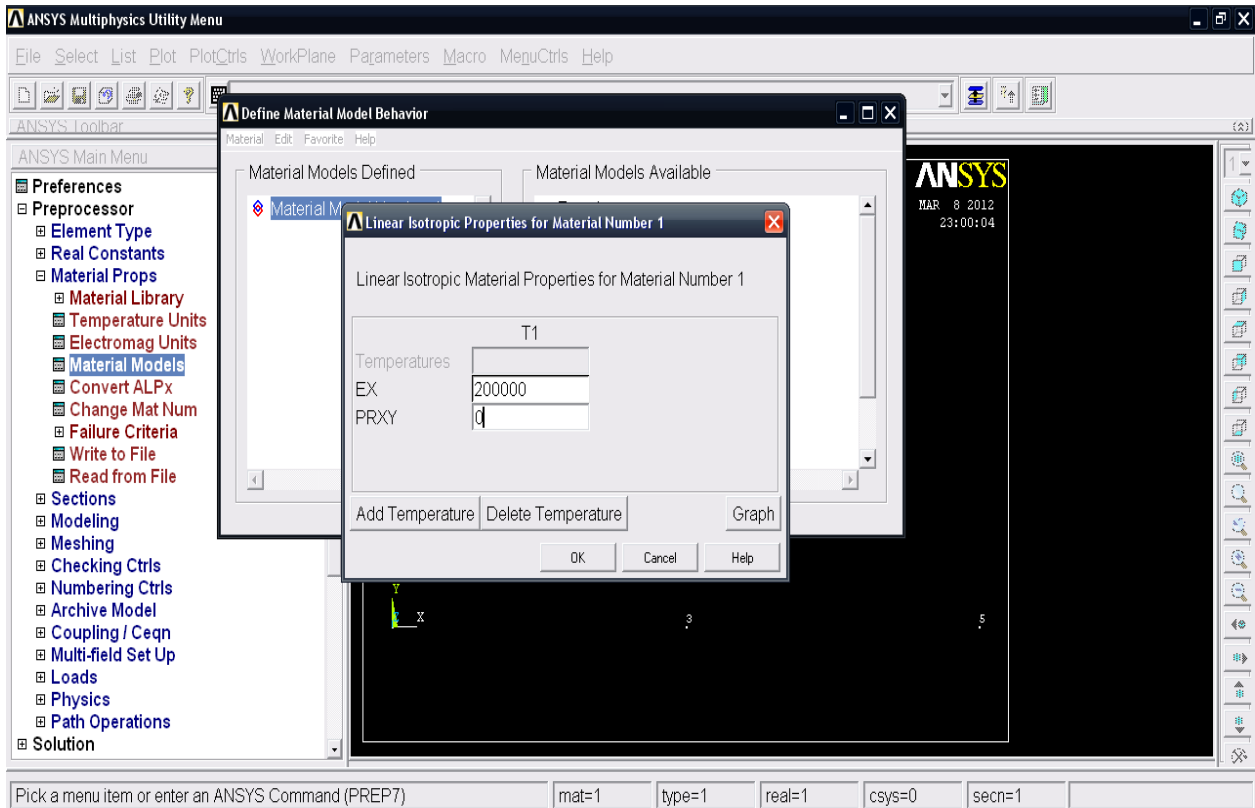 ANSYS Multiphysics Utility Menu
File Select List Plot PlotCtrls WorkPlane Parameters Macro MenuCtrls Help
ANSYS Toolbar
ANSYS Main Menu
Preferences
Preprocessor
Element Type
Real Constants
Material Props
Material Library
Temperature Units
Electromag Units
Material Models
Convert ALPx
Change Mat Num
Failure Criteria
Write to File
Read from File
Sections
Modeling
Meshing
Checking Ctrls
Numbering Ctrls
Archive Model
Coupling / Ceqn
Multi-field Set Up
Loads
Physics
Path Operations
Solution
Define Material Model Behavior
Material Edit Favorite Help
Material Models Defined
Material Models Available
Material M
Linear Isotropic Properties for Material Number 1
Linear Isotropic Material Properties for Material Number 1
T1
Temperatures
EX 200000
PRXY 0
Add Temperature Delete Temperature Graph
OK Cancel Help
ANSYS
MAR 8 2012
23:00:04
1
Y
X
3
5
Pick a menu item or enter an ANSYS Command (PREP7) mat=1 type=1 real=1 csys=0 secn=1